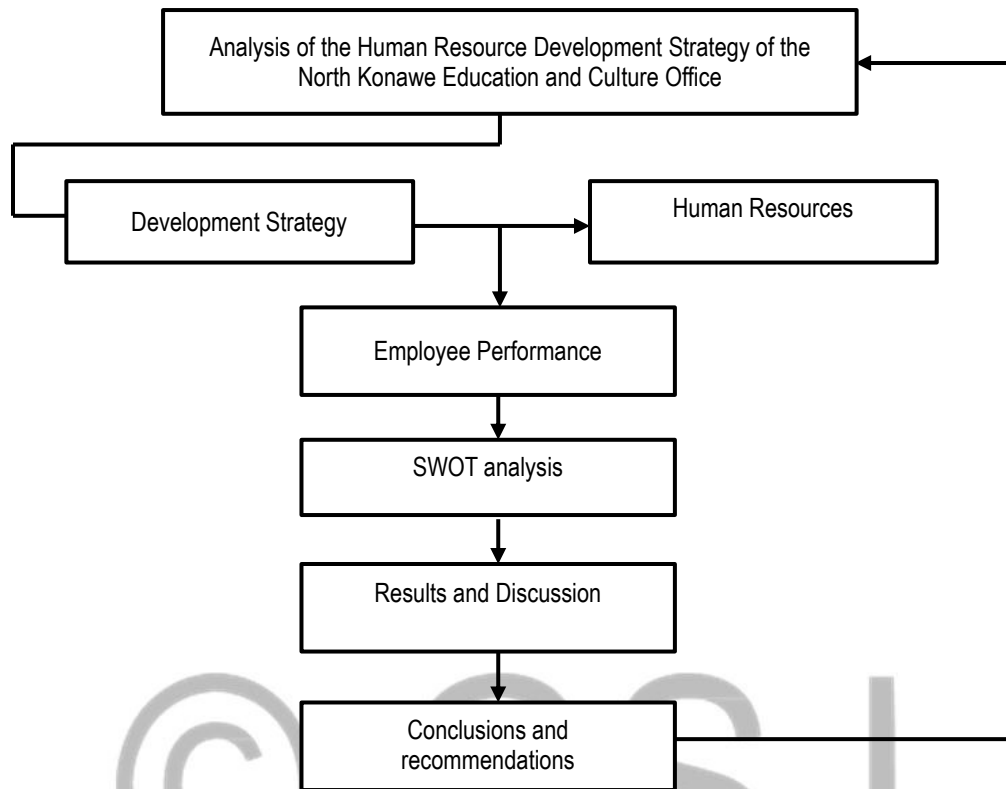 Analysis of the Human Resource Development Strategy of the
North Konawe Education and Culture Office
Development Strategy
Human Resources
Employee Performance
SWOT analysis
Results and Discussion
Conclusions and
recommendations